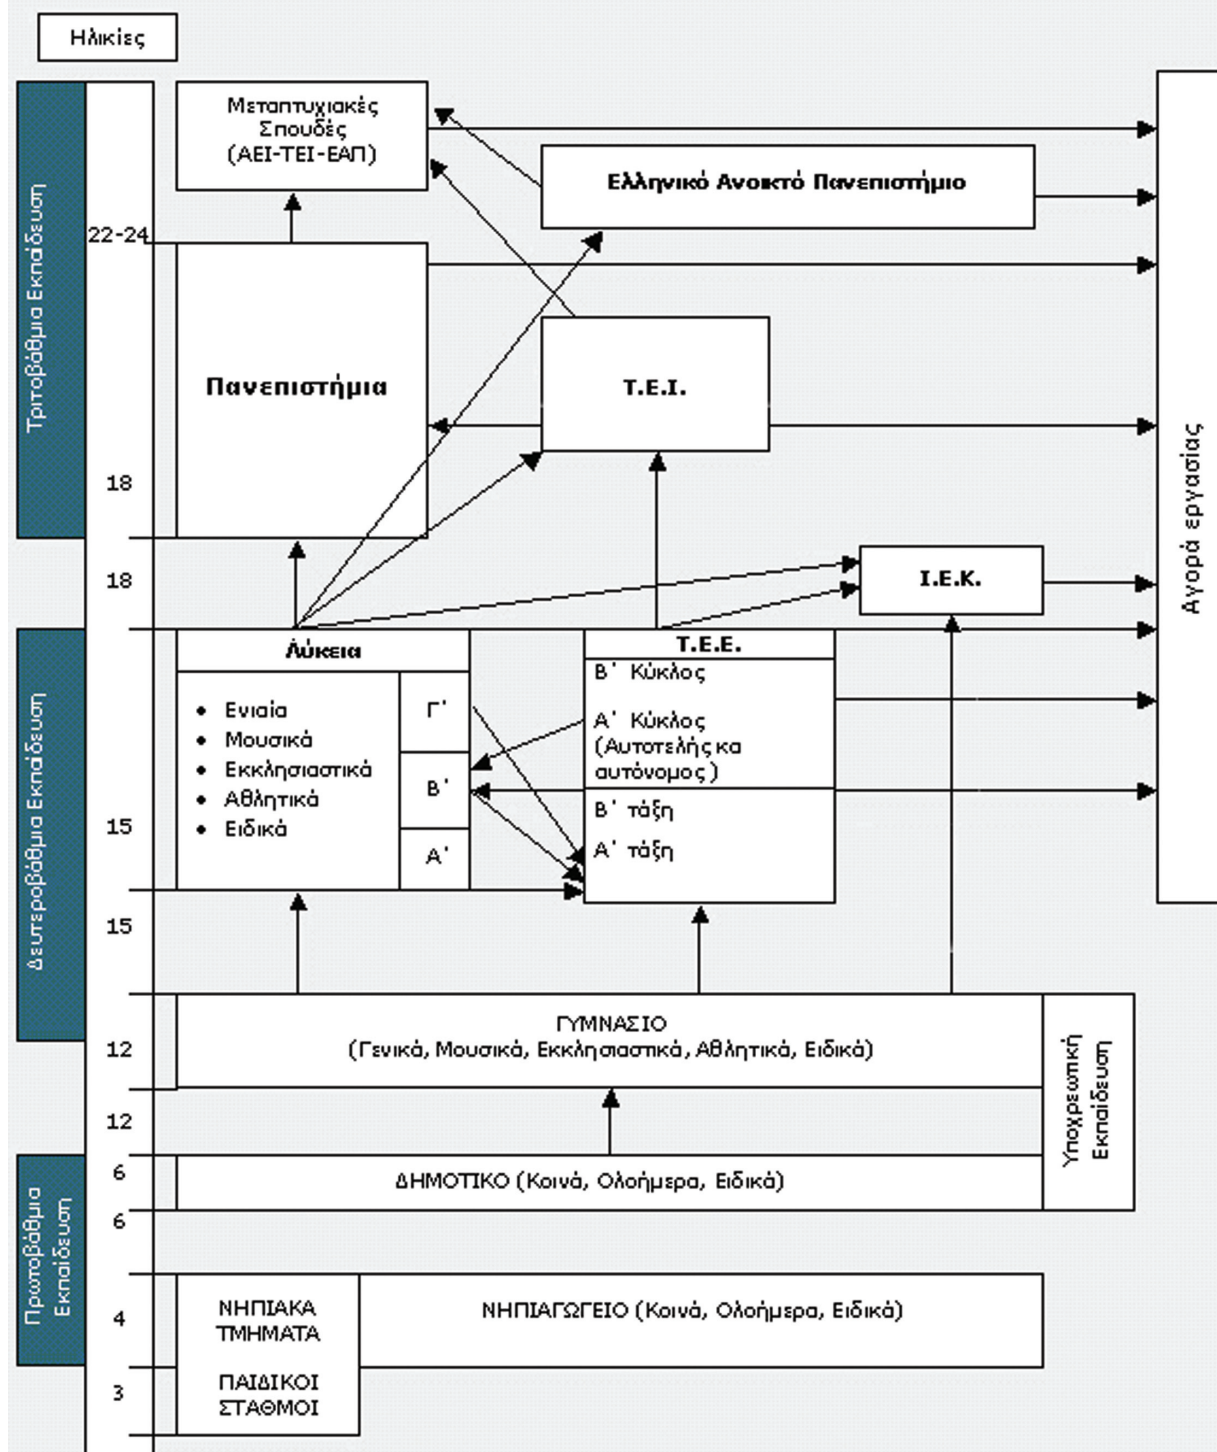 Ηλικίες
Τριτοβάθμια Εκπαίδευση
Μεταπτυχιακές
Σπουδές
(ΑΕΙ-ΤΕΙ-ΕΑΠ)
Ελληνικό Ανοικτό Πανεπιστήμιο
22-24
Πανεπιστήμια
Τ.Ε.Ι.
Αγορά εργασίας
18
18
Ι.Ε.Κ.
Δευτεροβάθμια Εκπαίδευση
Λύκεια
• Ενιαία
• Μουσικά
• Εκκλησιαστικά
• Αθλητικά
• Ειδικά
Γ΄
Β΄
Α΄
Τ.Ε.Ε.
Β΄ Κύκλος
Α΄ Κύκλος
(Αυτοτελής κα
αυτόνομος )
Β΄ τάξη
Α΄ τάξη
15
15
ΓΥΜΝΑΣΙΟ
(Γενικά, Μουσικά, Εκκλησιαστικά, Αθλητικά, Ειδικά)
Υποχρεωτική
Εκπαίδευση
12
12
Πρωτοβάθμια
Εκπαίδευση
6
ΔΗΜΟΤΙΚΟ (Κοινά, Ολοήμερα, Ειδικά)
6
4
ΝΗΠΙΑΚΑ
ΤΜΗΜΑΤΑ
ΝΗΠΙΑΓΩΓΕΙΟ (Κοινά, Ολοήμερα, Ειδικά)
3
ΠΑΙΔΙΚΟΙ
ΣΤΑΘΜΟΙ